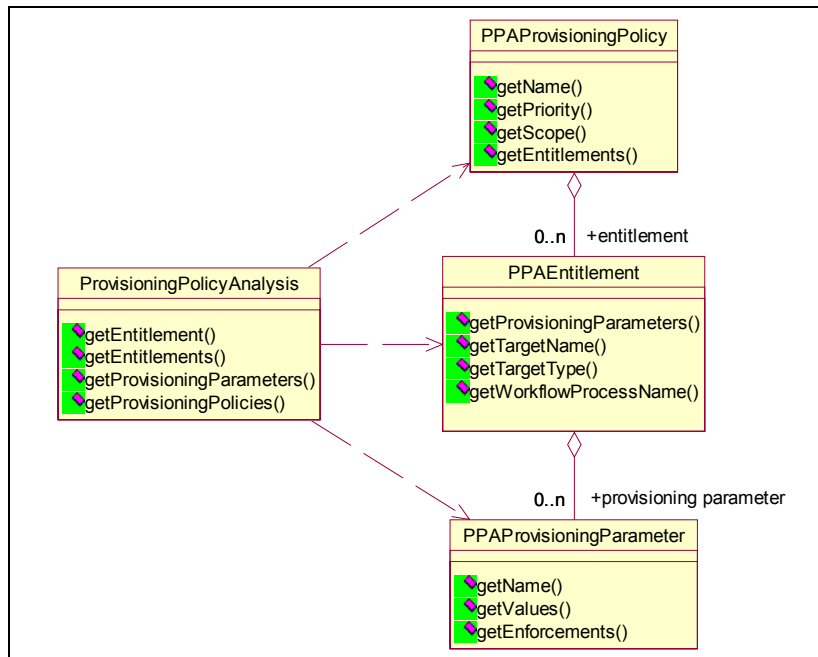 PPAProvisioningPolicy
getName()
getPriority()
getScope()
getEntitlements()
0..n +entitlement
ProvisioningPolicyAnalysis
getEntitlement()
getEntitlements()
getProvisioningParameters()
getProvisioningPolicies()
PPAEntitlement
getProvisioningParameters()
getTargetName()
getTargetType()
getWorkflowProcessName()
0..n +provisioning parameter
PPAProvisioningParameter
getName()
getValues()
getEnforcements()